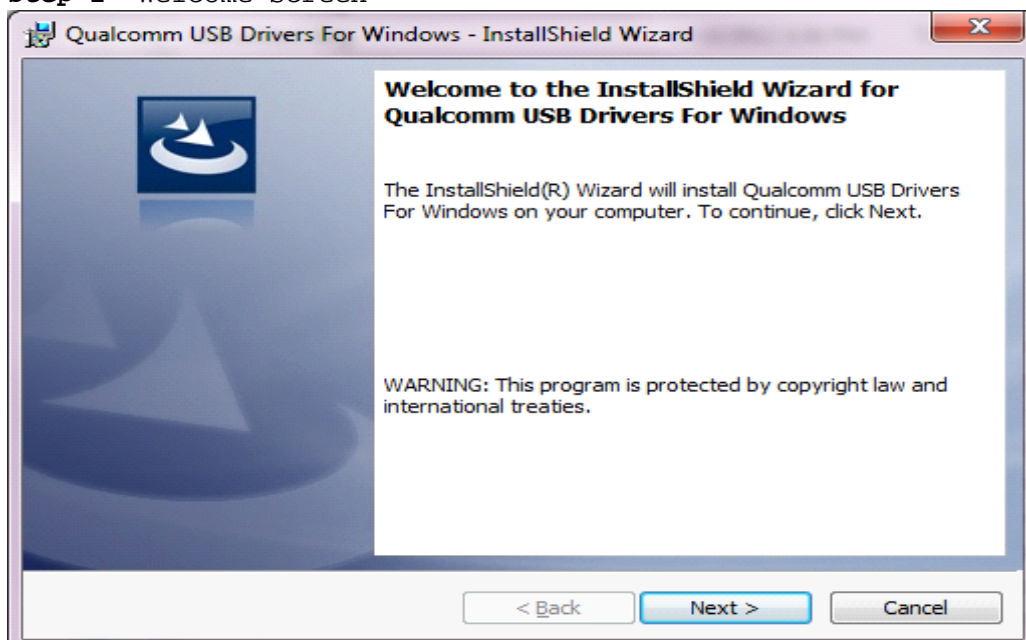 Welcome Screen
Qualcomm USB Drivers For Windows - InstallShield Wizard
X
Welcome to the InstallShield Wizard for
Qualcomm USB Drivers For Windows
The InstallShield(R) Wizard will install Qualcomm USB Drivers
For Windows on your computer. To continue, click Next.
WARNING: This program is protected by copyright law and
international treaties.
< Back
Next >
Cancel